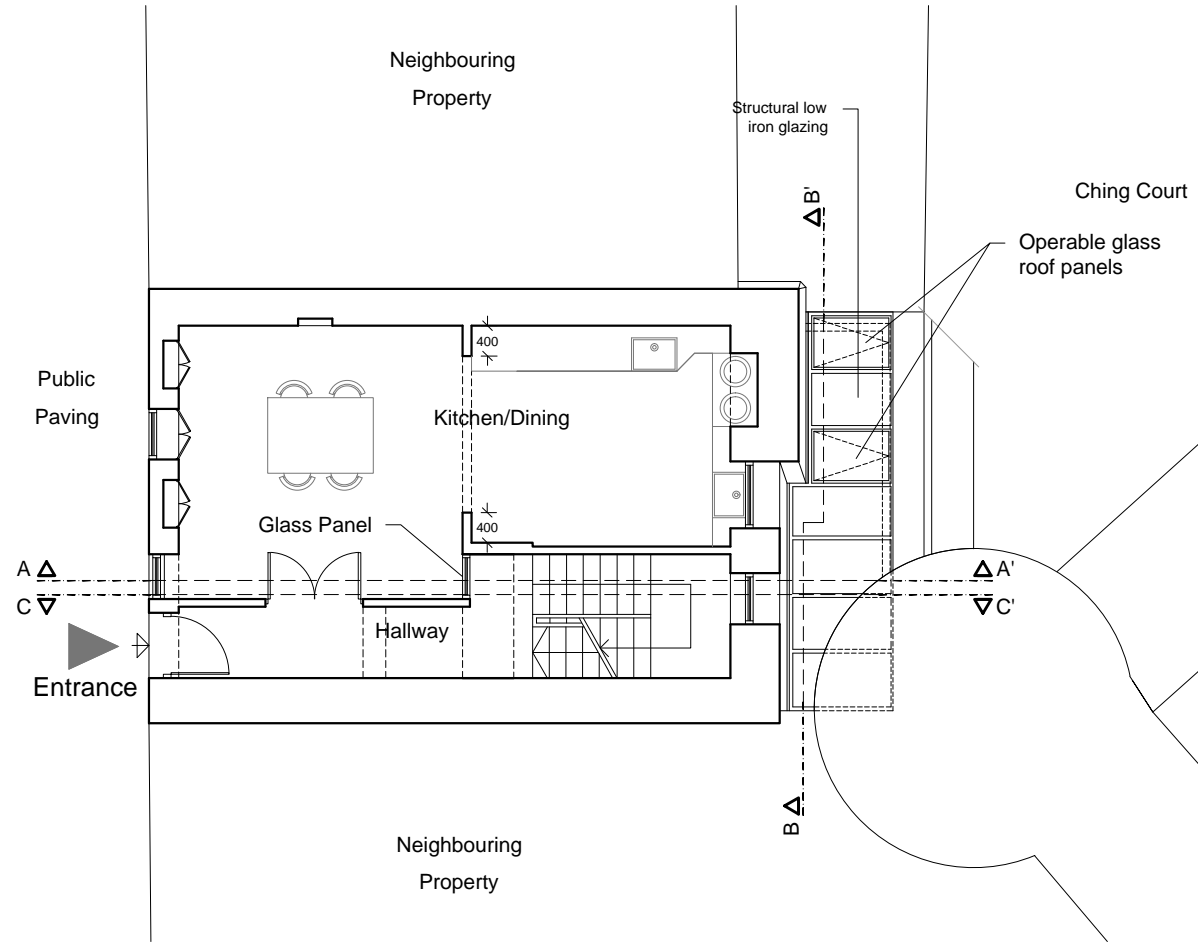 Neighbouring
Property
Structural low
iron glazing
Ching Court
B'
Operable glass
roof panels
400
Public
Paving
Kitchen/Dining
400
Glass Panel
A
A'
C
C'
Hallway
Entrance
B
Neighbouring
Property